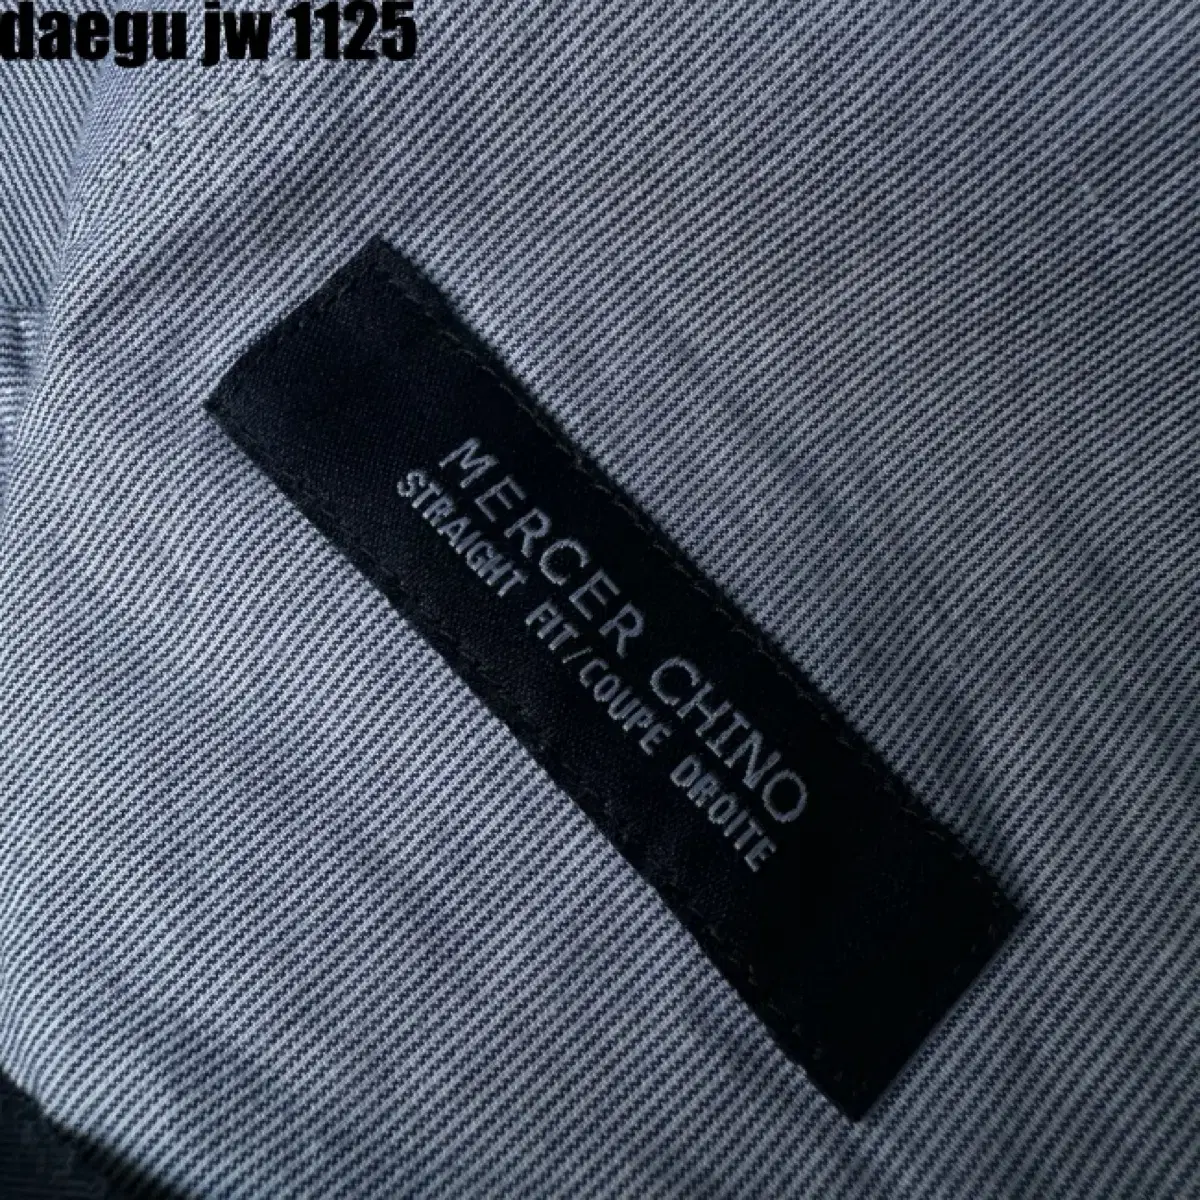 daegu jw 1125
MERCER CHINO
STRAIGHT FIT/COUPE DROITE